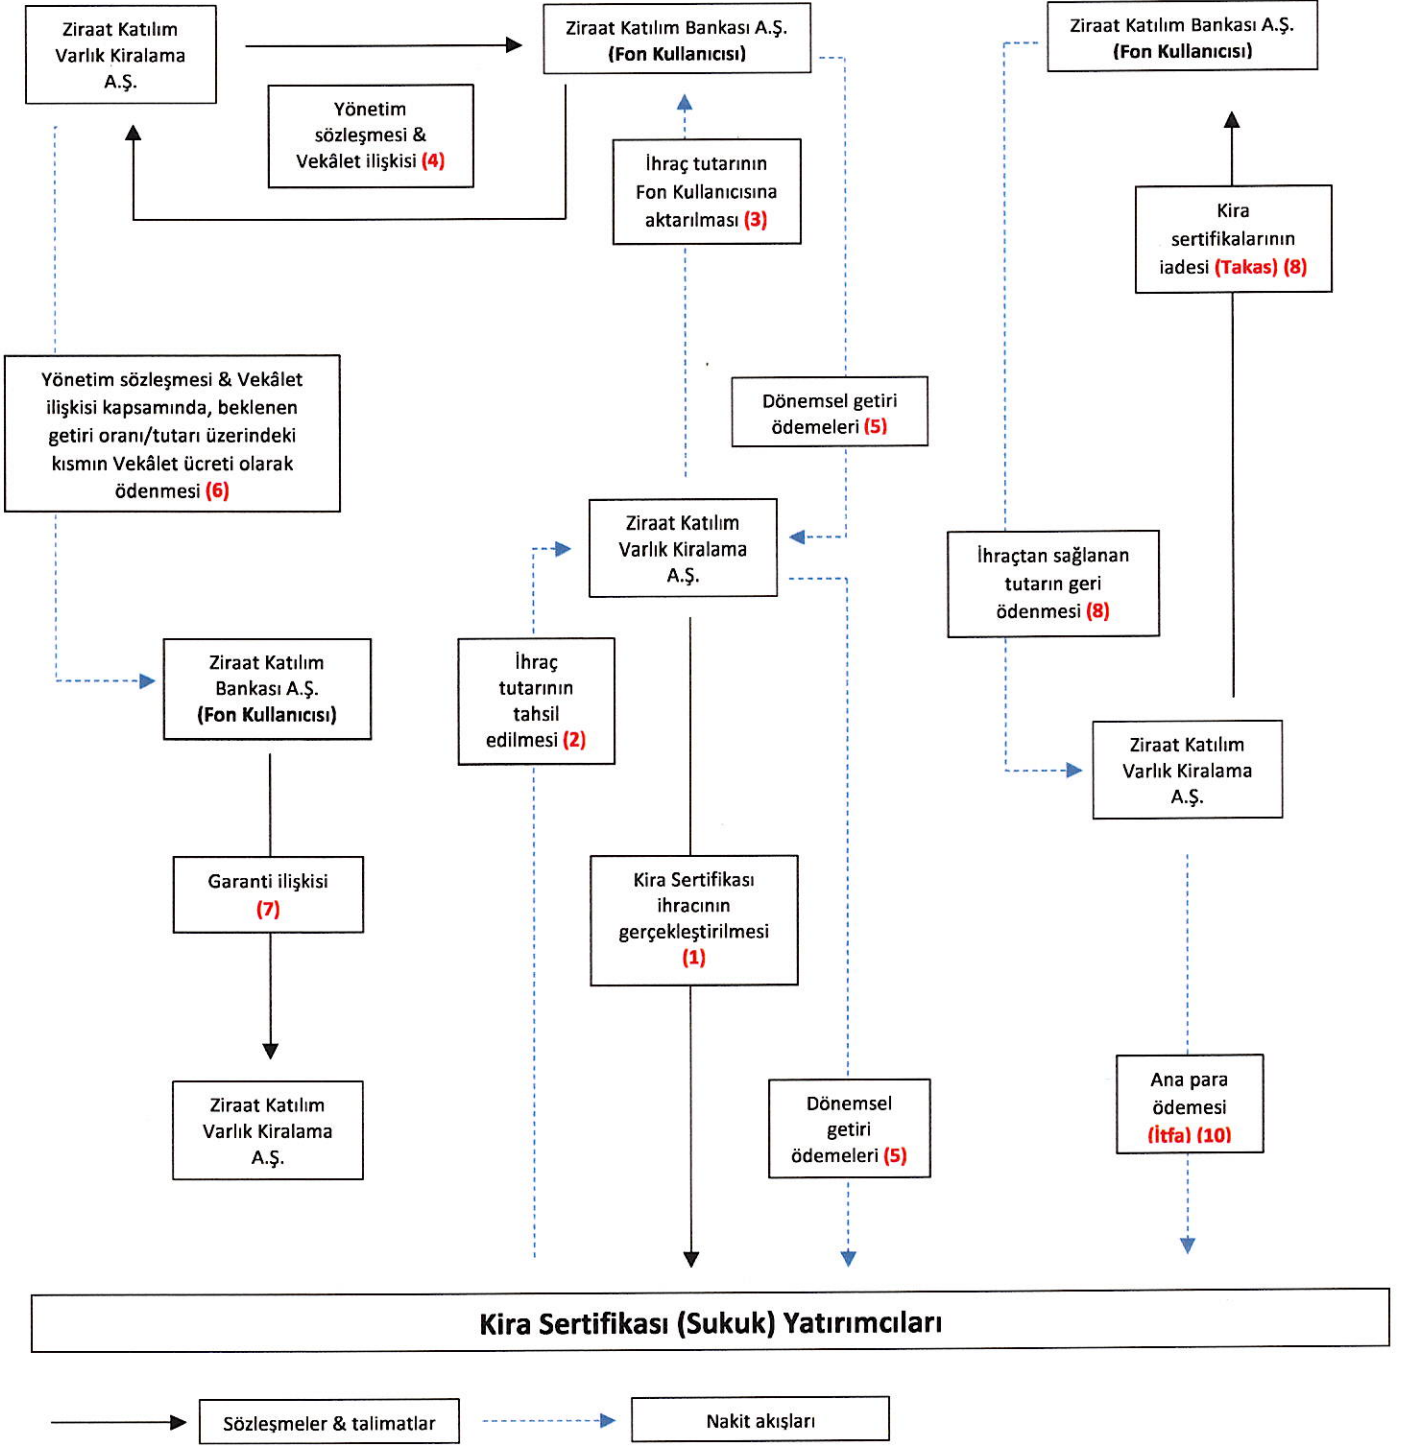 Ziraat Katılım
Varlık Kiralama
A.Ş.
Ziraat Katılım Bankası A.Ş.
(Fon Kullanıcısı)
Ziraat Katılım Bankası A.Ş.
(Fon Kullanıcısı)
Yönetim
sözleşmesi &
Vekâlet ilişkisi (4)
İhraç tutarının
Fon Kullanıcısına
aktarılması (3)
Kira
sertifikalarının
iadesi (Takas) (8)
Yönetim sözleşmesi & Vekâlet
ilişkisi kapsamında, beklenen
getiri oranı/tutarı üzerindeki
kısmın Vekâlet ücreti olarak
ödenmesi (6)
Dönemsel getiri
ödemeleri (5)
Ziraat Katılım
Varlık Kiralama
A.Ş.
İhraçtan sağlanan
tutarın geri
ödenmesi (8)
Ziraat Katılım
Bankası A.Ş.
(Fon Kullanıcısı)
İhraç
tutarının
tahsil
edilmesi (2)
Ziraat Katılım
Varlık Kiralama
A.Ş.
Garanti ilişkisi
(7)
Kira Sertifikası
ihracının
gerçekleştirilmesi
(1)
Ziraat Katılım
Varlık Kiralama
A.Ş.
Dönemsel
getiri
ödemeleri (5)
Ana para
ödemesi
(İtfa) (10)
Kira Sertifikası (Sukuk) Yatırımcıları
Sözleşmeler & talimatlar
Nakit akışları